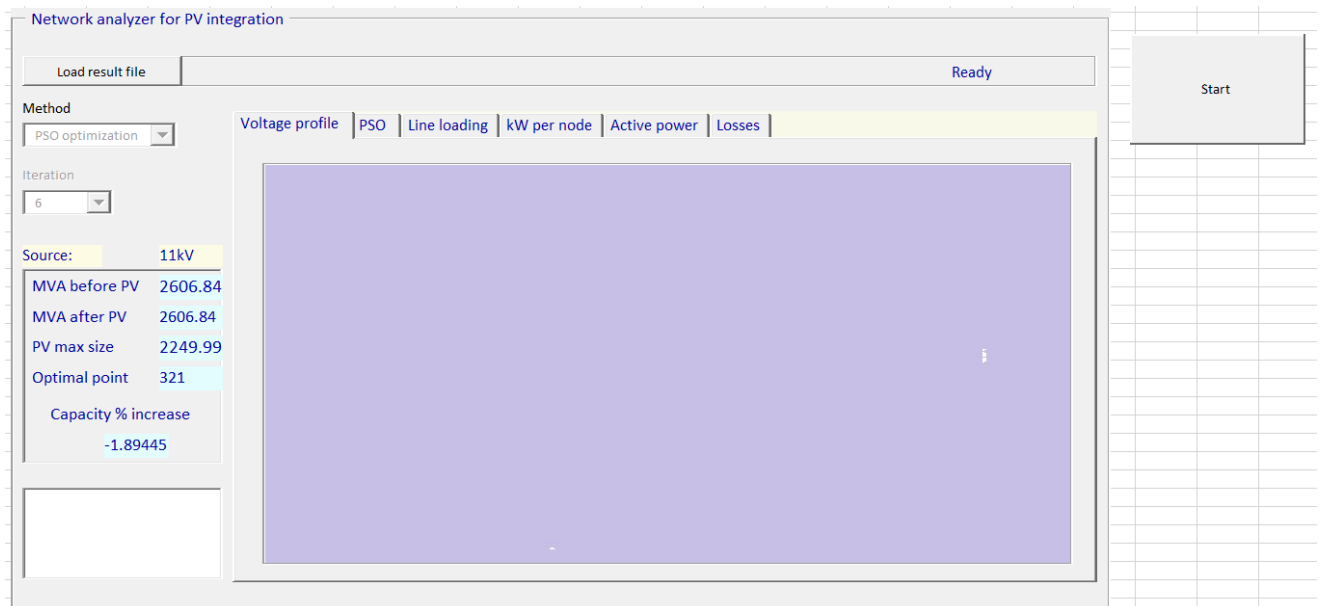 Network analyzer for PV integration
Load result file
Ready
Start
Method
PSO optimization
Iteration
6
Voltage profile PSO Line loading kW per node Active power Losses
Source: 11kV
MVA before PV 2606.84
MVA after PV 2606.84
PV max size 2249.99
Optimal point 321
Capacity % increase
-1.89445